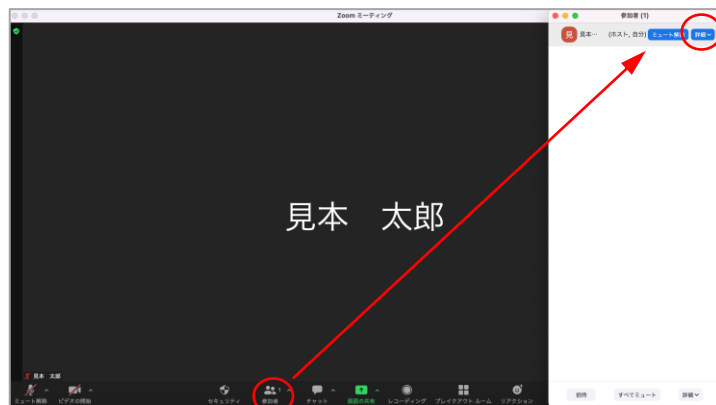 Zoom ミーティング
参加者 (1)
見 見本… (ホスト, 自分) ミュート解除 詳細
見本　太郎
見本 太郎
ミュート解除 ビデオの開始 セキュリティ 参加者 1 チャット 画面の共有 レコーディング ブレイクアウト ルーム リアクション
招待 すべてミュート 詳細